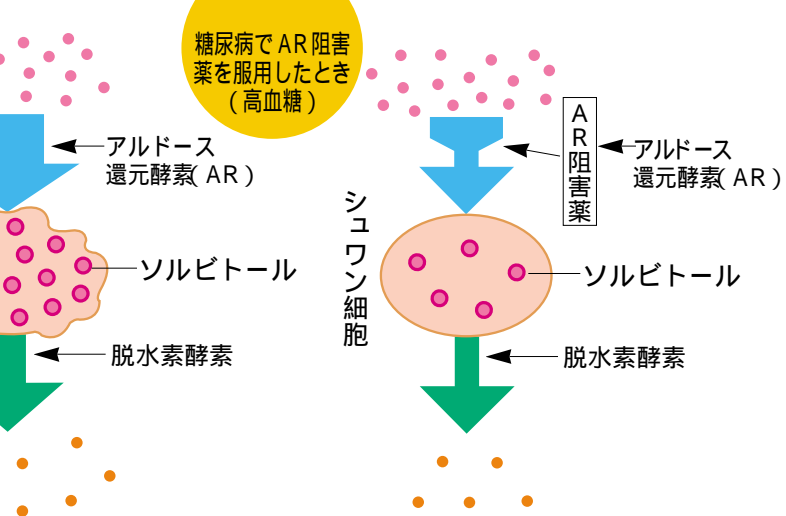 糖尿病でAR阻害
薬を服用したとき
(高血糖)
アルドース
還元酵素(AR)
ソルビトール
脱水素酵素
AR阻害薬
アルドース
還元酵素(AR)
シュワン細胞
ソルビトール
脱水素酵素